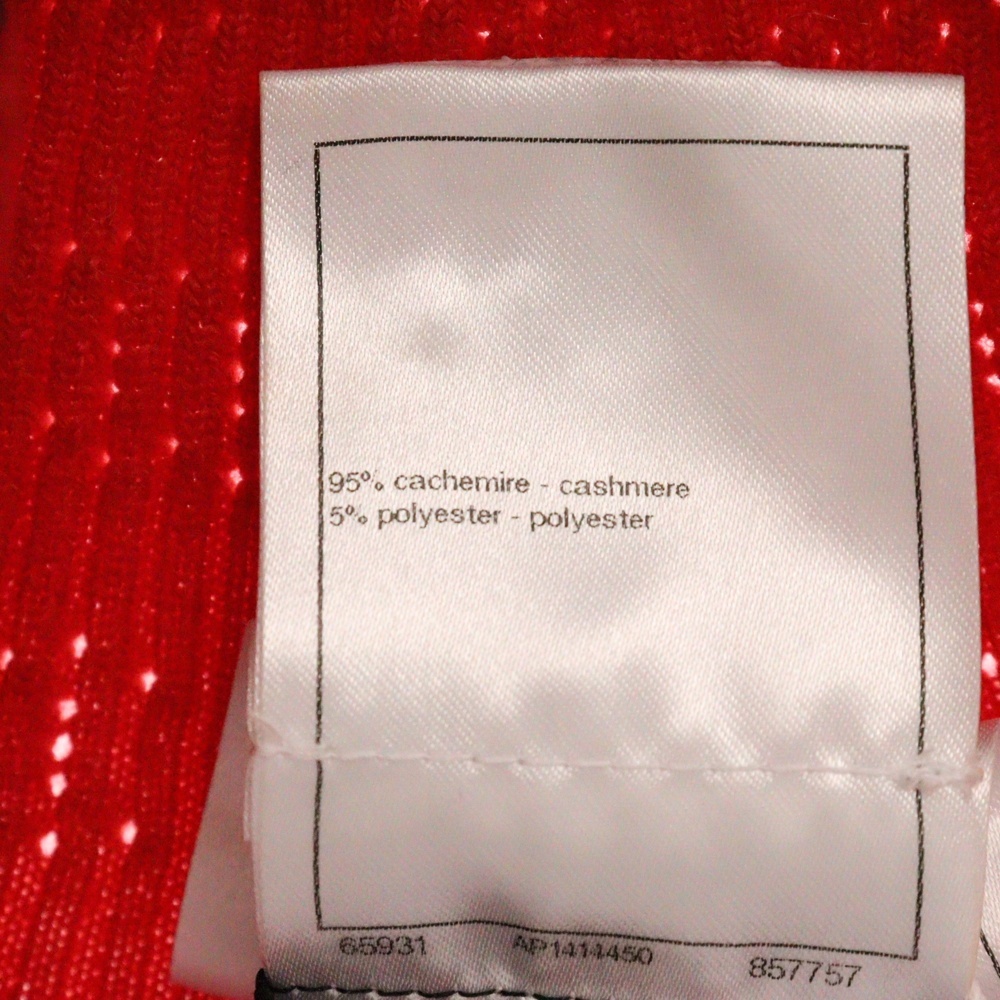 95% cachemire - cashmere
5% polyester - polyester
65931 AP1414450 857757